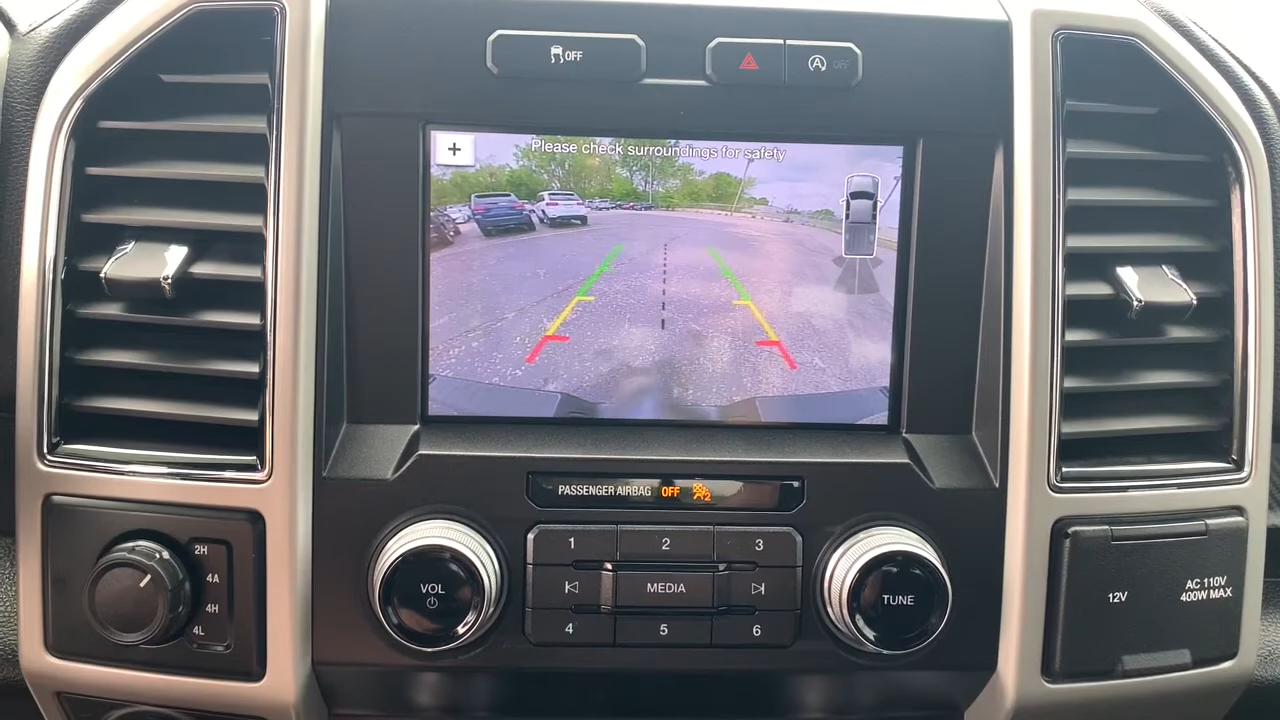 OFF
A OFF
+
Please check surroundings for safety
PASSENGER AIRBAG OFF 2
1 2 3
MEDIA
4 5 6
VOL
TUNE
2H
4A
4H
4L
12V
AC 110V
400W MAX